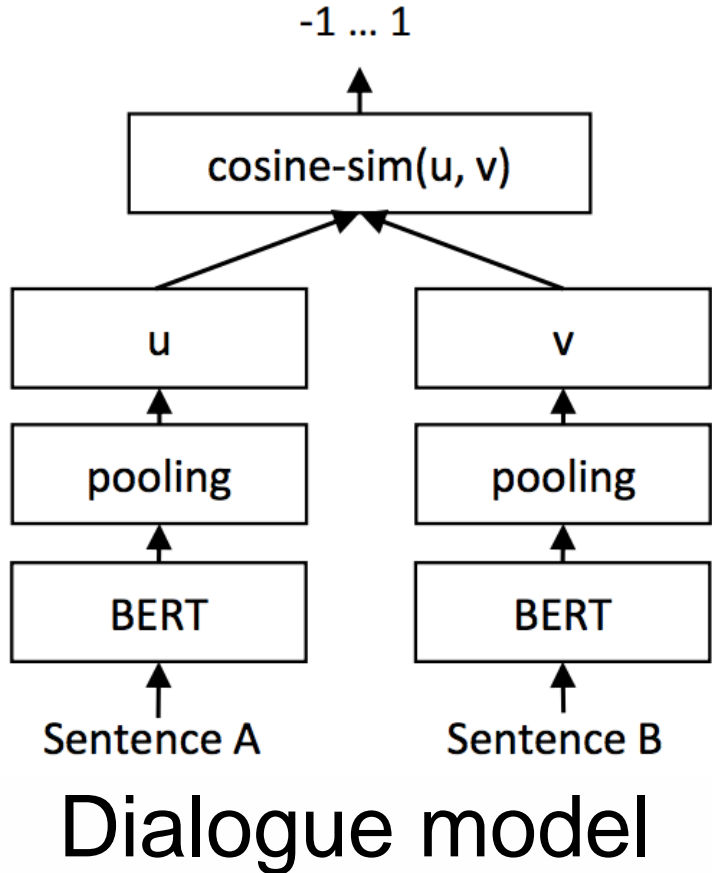 -1 ... 1
cosine-sim(u, v)
u v
pooling pooling
BERT BERT
Sentence A Sentence B
Dialogue model